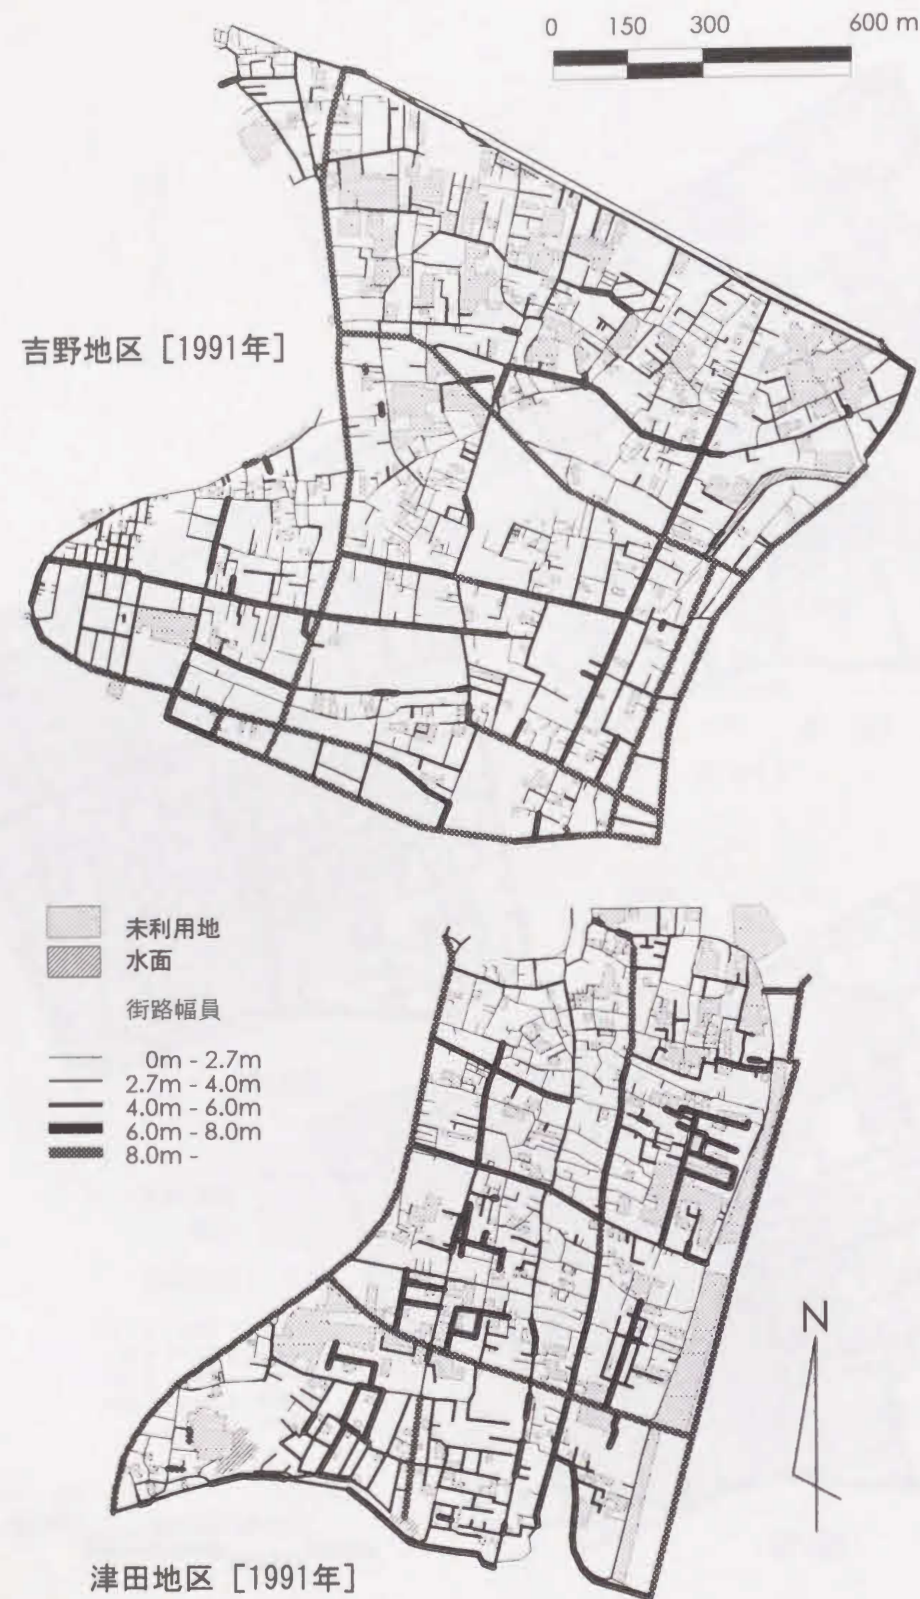 0 150 300 600 m
吉野地区 [1991年]
未利用地
水面
街路幅員
0m - 2.7m
2.7m - 4.0m
4.0m - 6.0m
6.0m - 8.0m
8.0m -
N
津田地区 [1991年]